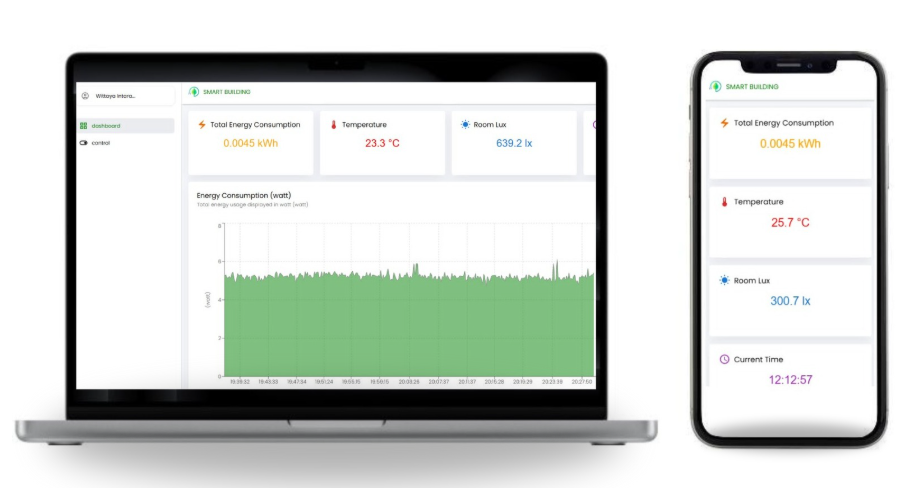 Wittaya Intara...
dashboard
control
SMART BUILDING
Total Energy Consumption
0.0045 kWh
Temperature
23.3 °C
Room Lux
639.2 lx
Energy Consumption (watt)
Total energy usage displayed in watt (watt)
(watt)
8
6
4
2
0
19:39:32 19:43:33 19:47:34 19:51:24 19:55:15 19:59:15 20:03:26 20:07:57 20:11:37 20:15:28 20:19:29 20:23:39 20:27:50
SMART BUILDING
Total Energy Consumption
0.0045 kWh
Temperature
25.7 °C
Room Lux
300.7 lx
Current Time
12:12:57